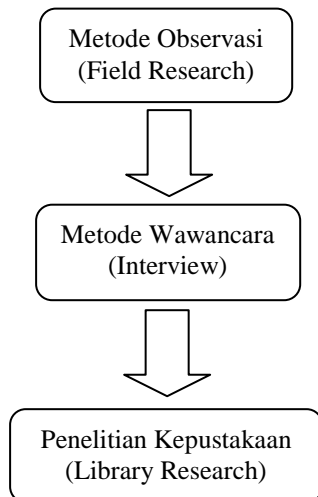 Metode Observasi
(Field Research)
Metode Wawancara
(Interview)
Penelitian Kepustakaan
(Library Research)